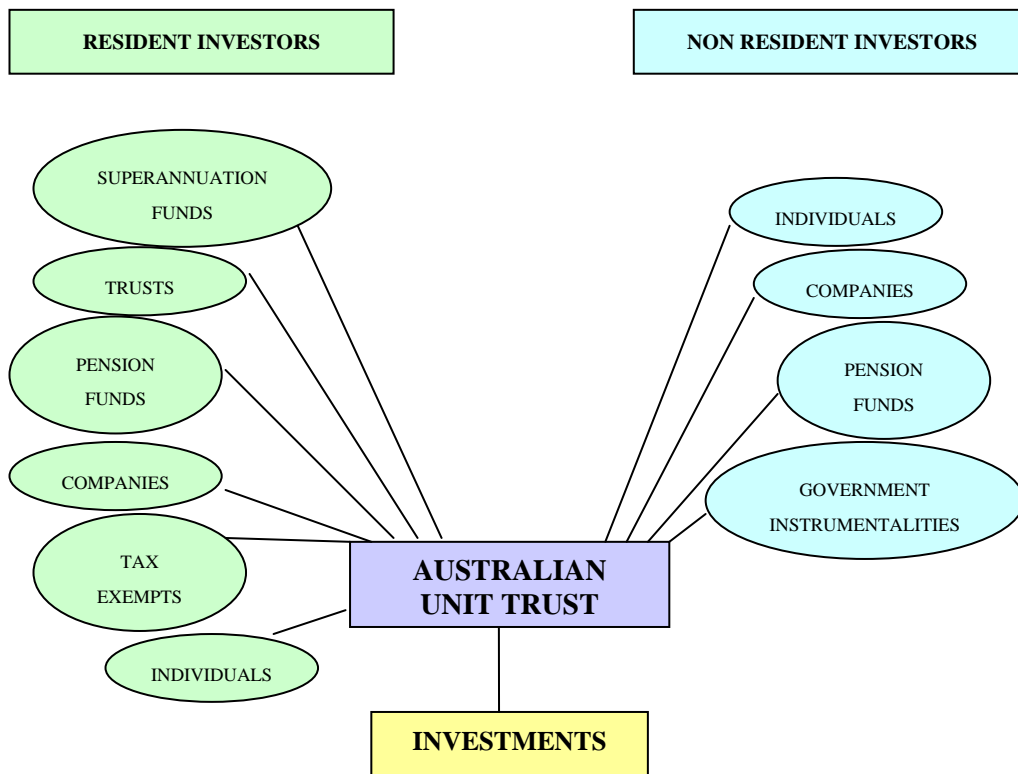 RESIDENT INVESTORS
NON RESIDENT INVESTORS
SUPERANNUATION
FUNDS
TRUSTS
PENSION
FUNDS
COMPANIES
TAX
EXEMPTS
INDIVIDUALS
INDIVIDUALS
COMPANIES
PENSION
FUNDS
GOVERNMENT
INSTRUMENTALITIES
AUSTRALIAN
UNIT TRUST
INVESTMENTS